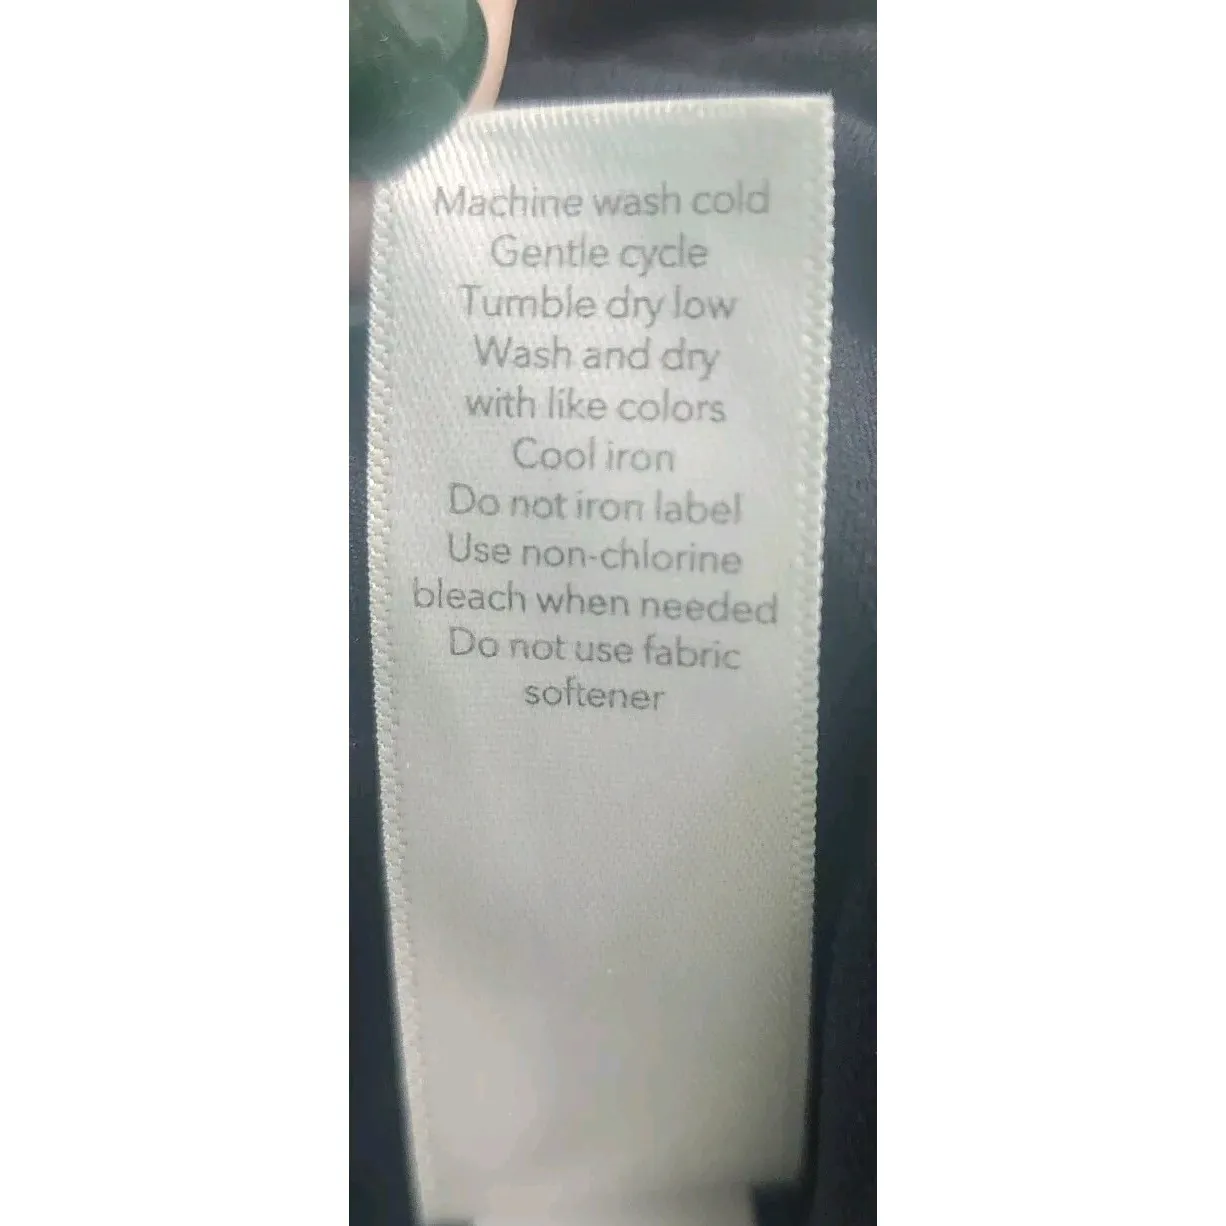 Machine wash cold
Gentle cycle
Tumble dry low
Wash and dry
with like colors
Cool iron
Do not iron label
Use non-chlorine
bleach when needed
Do not use fabric
softener